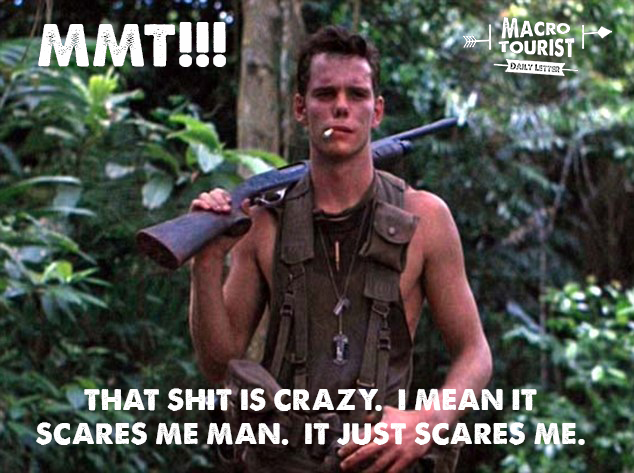 MMT!!!
MACRO
TOURIST
DAILY LETTER
THAT SHIT IS CRAZY. I MEAN IT
SCARES ME MAN. IT JUST SCARES ME.